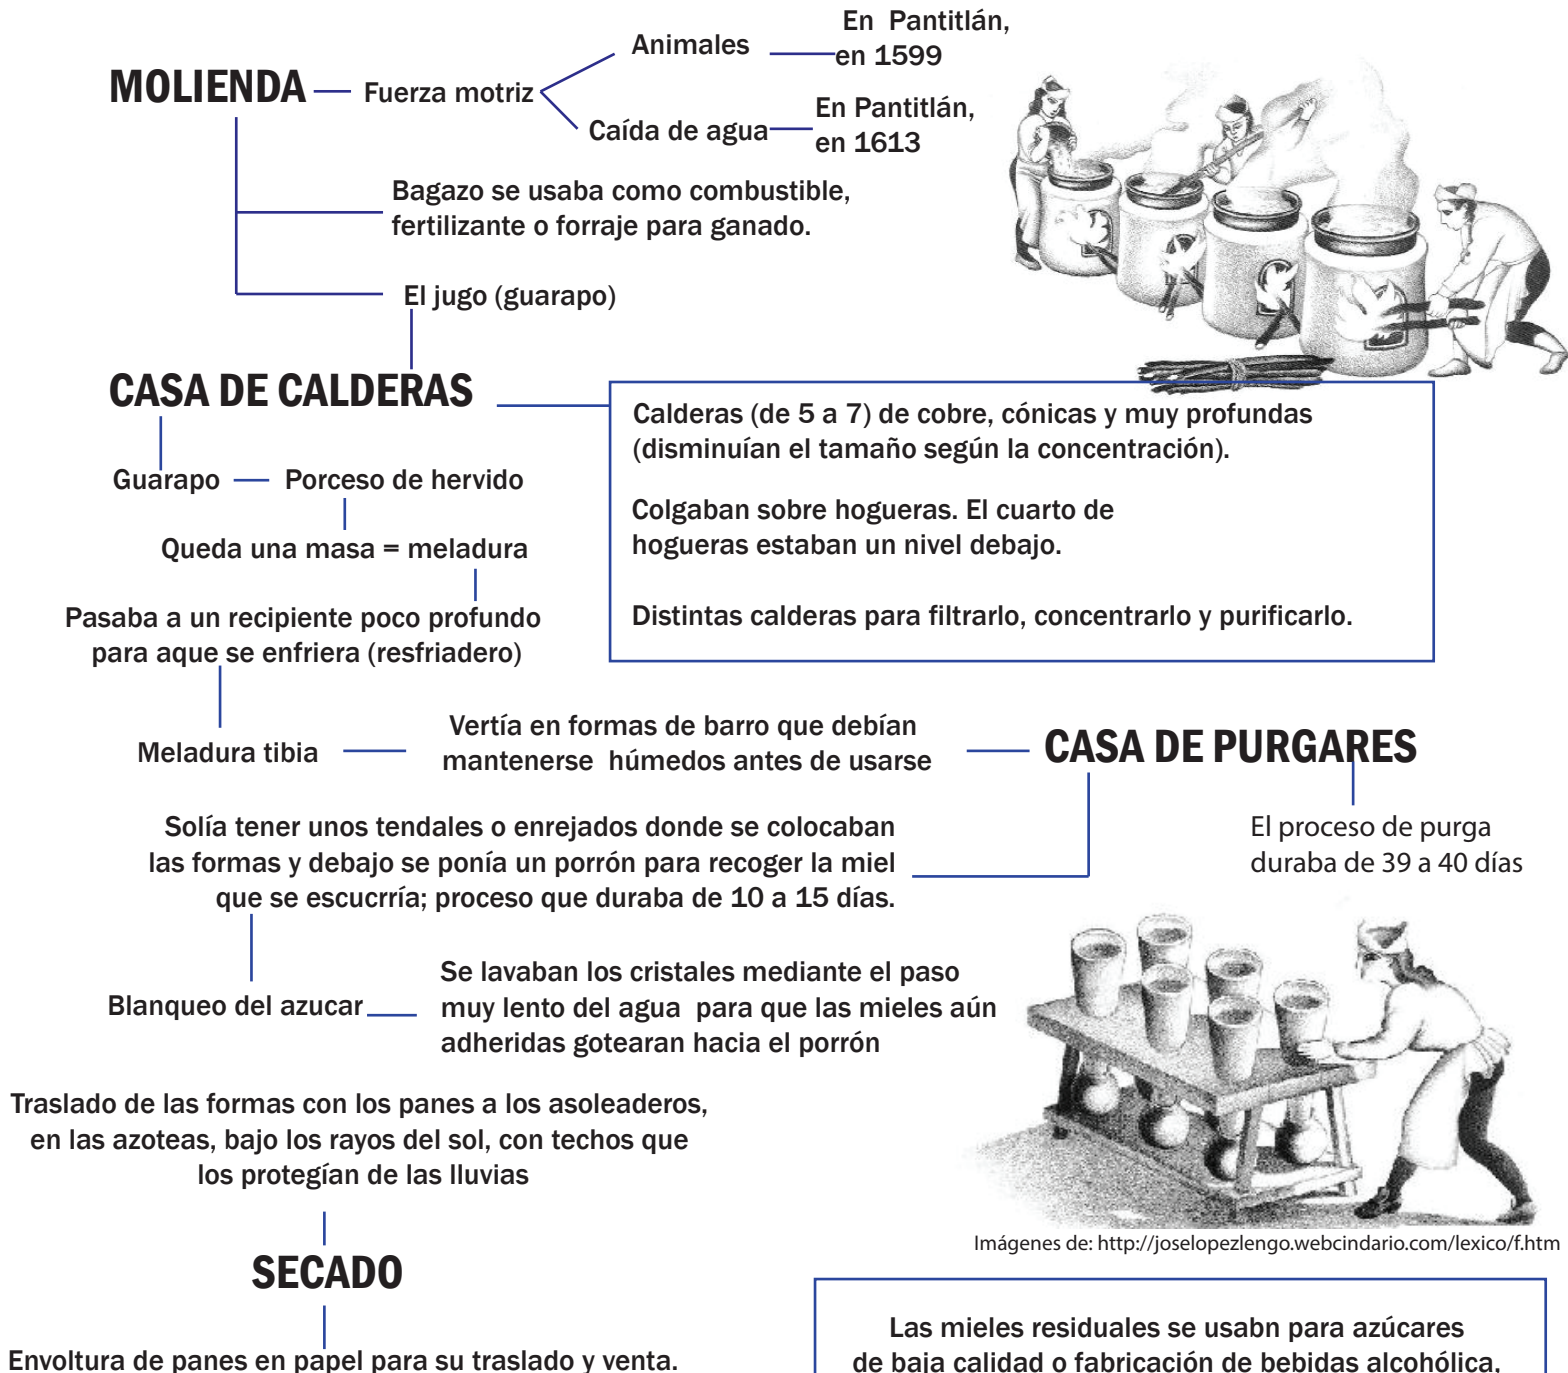 MOLIENDA
Fuerza motriz
Animales
En Pantitlán,
en 1599
Caída de agua
En Pantitlán,
en 1613
Bagazo se usaba como combustible,
fertilizante o forraje para ganado.
El jugo (guarapo)
CASA DE CALDERAS
Calderas (de 5 a 7) de cobre, cónicas y muy profundas
(disminuían el tamaño según la concentración).
Colgaban sobre hogueras. El cuarto de
hogueras estaban un nivel debajo.
Distintas calderas para filtrarlo, concentrarlo y purificarlo.
Guarapo
Porceso de hervido
Queda una masa = meladura
Pasaba a un recipiente poco profundo
para aque se enfriera (resfriadero)
Meladura tibia
Vertía en formas de barro que debían
mantenerse húmedos antes de usarse
CASA DE PURGARES
El proceso de purga
duraba de 39 a 40 días
Solía tener unos tendales o enrejados donde se colocaban
las formas y debajo se ponía un porrón para recoger la miel
que se escucrría; proceso que duraba de 10 a 15 días.
Blanqueo del azucar
Se lavaban los cristales mediante el paso
muy lento del agua para que las mieles aún
adheridas gotearan hacia el porrón
Traslado de las formas con los panes a los asoleaderos,
en las azoteas, bajo los rayos del sol, con techos que
los protegían de las lluvias
Imágenes de: http://joselopezlengo.webcindario.com/lexico/f.htm
SECADO
Envoltura de panes en papel para su traslado y venta.
Las mieles residuales se usabn para azúcares
de baja calidad o fabricación de bebidas alcohólica,